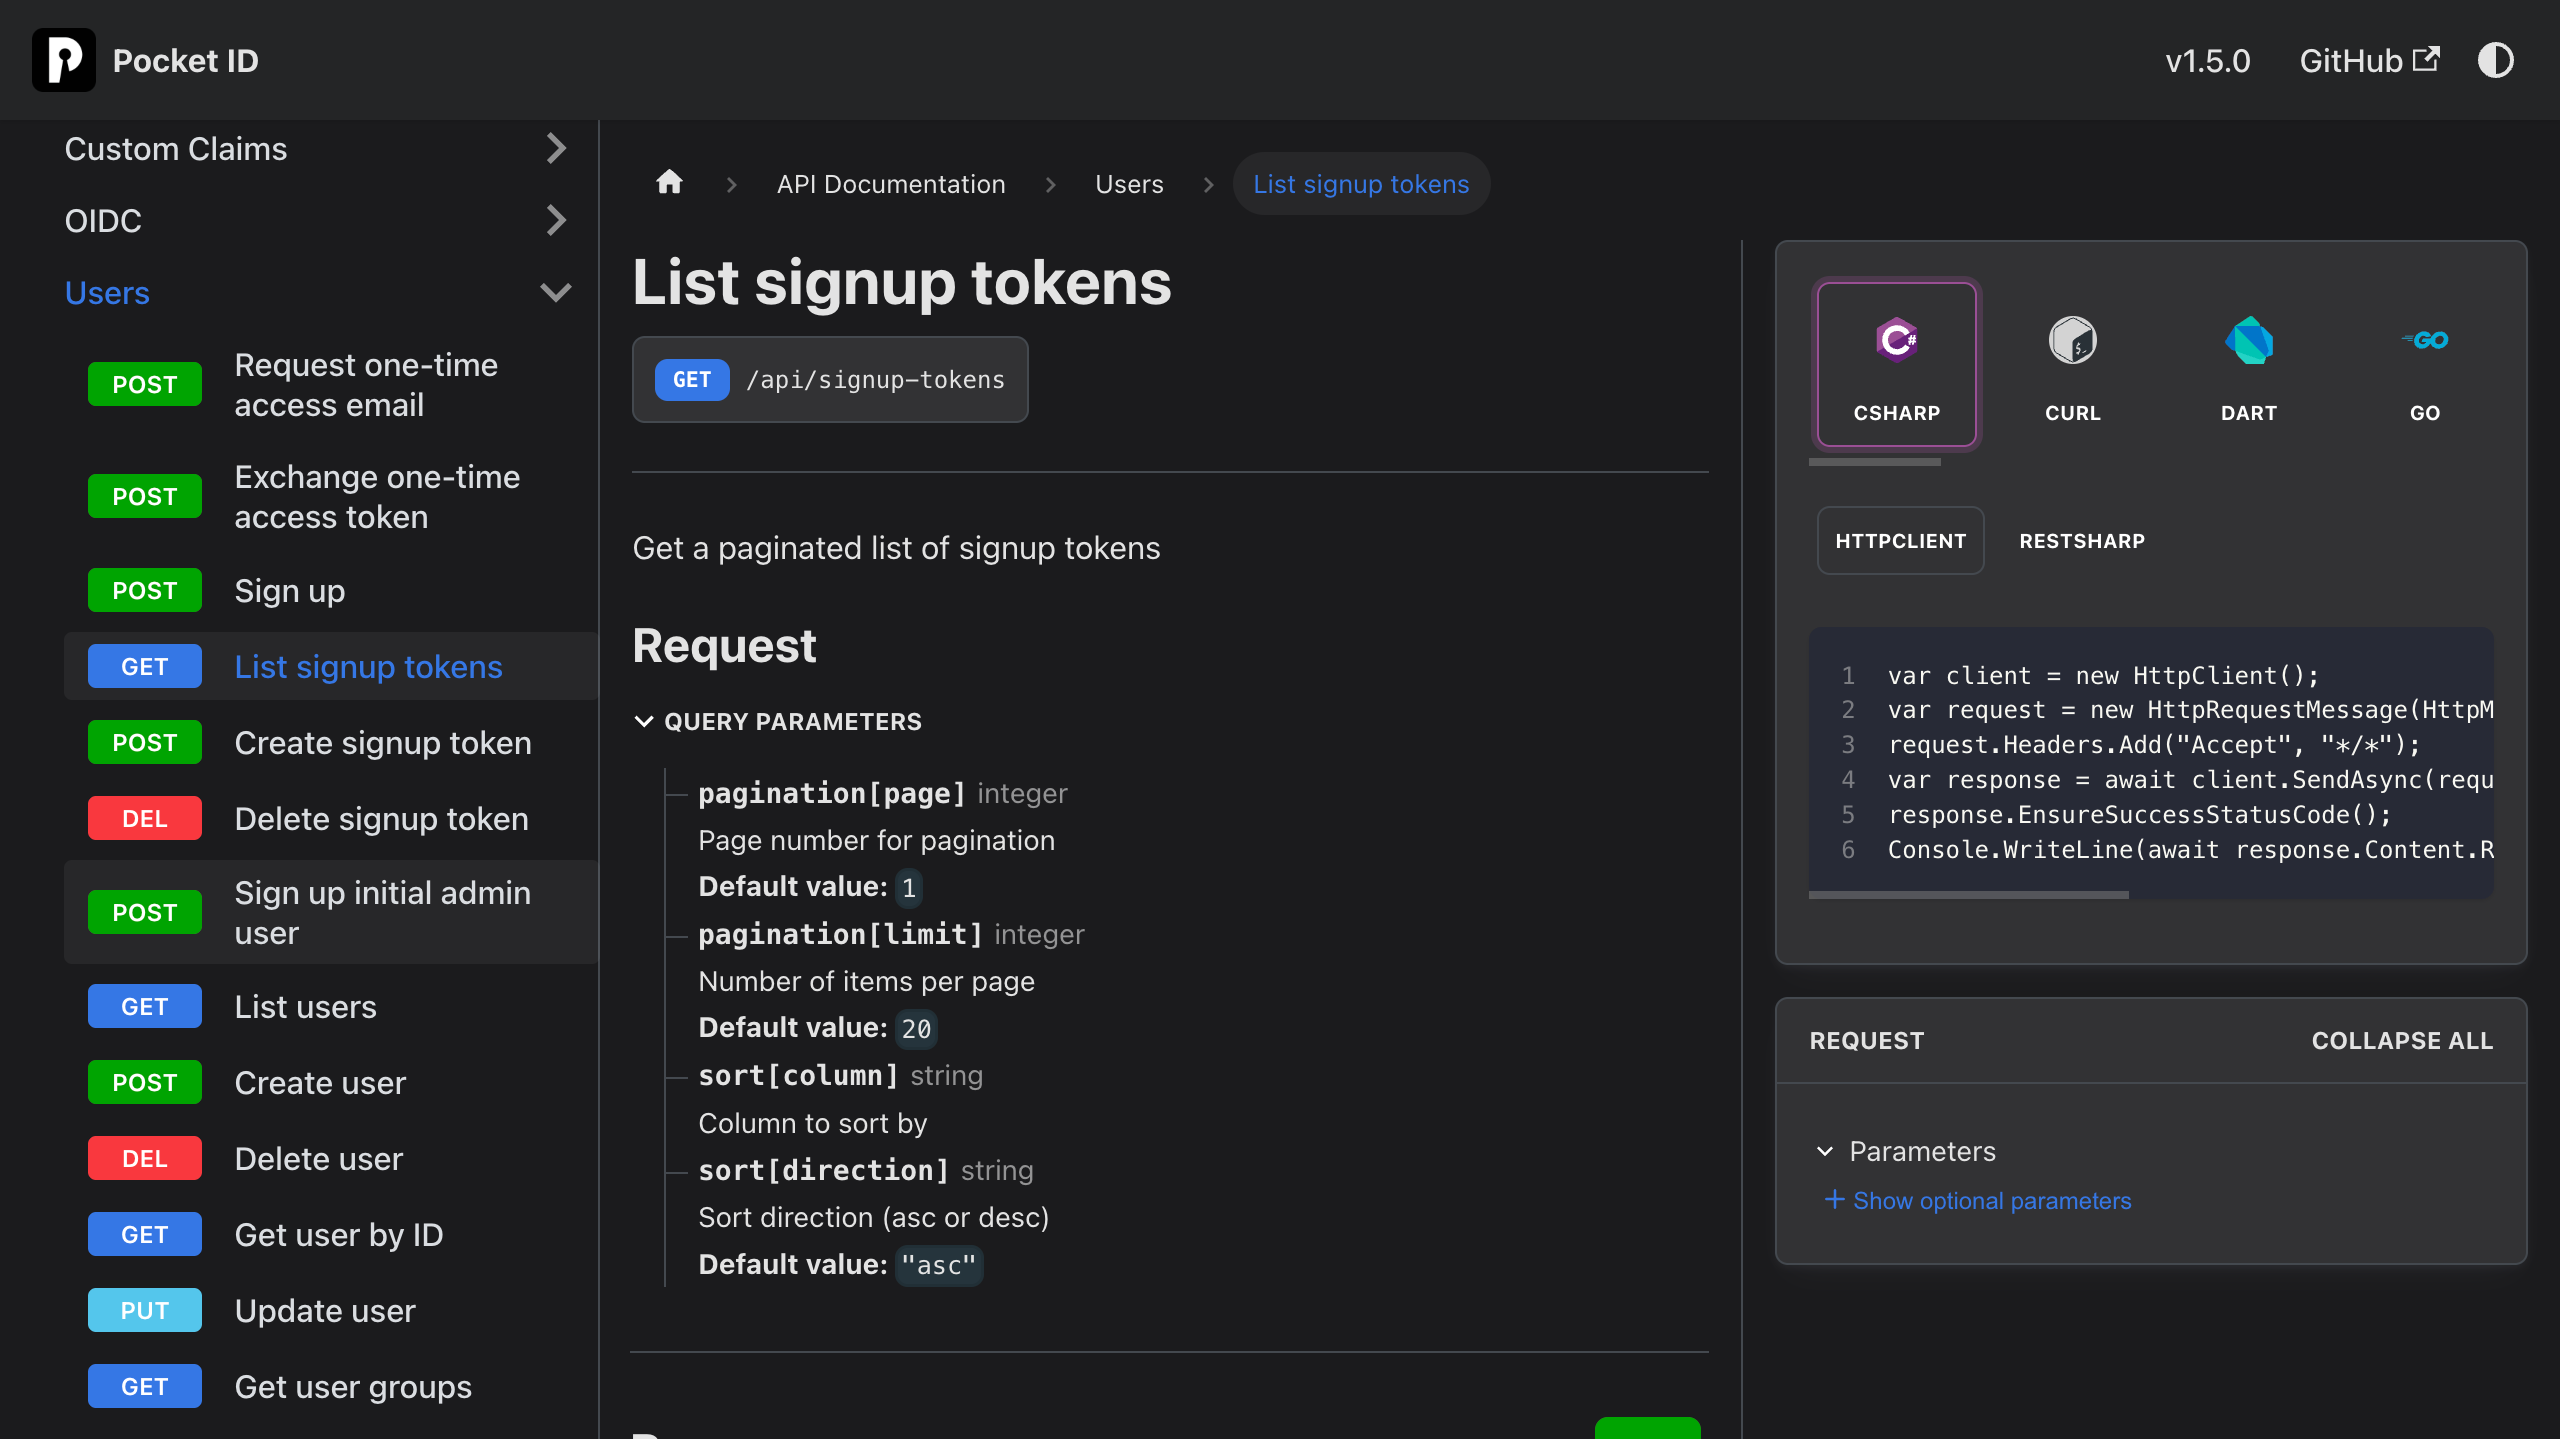 Pocket ID
v1.5.0
GitHub
Custom Claims
OIDC
Users
POST Request one-time
access email
POST Exchange one-time
access token
POST Sign up
GET List signup tokens
POST Create signup token
DEL Delete signup token
POST Sign up initial admin
user
GET List users
POST Create user
DEL Delete user
GET Get user by ID
PUT Update user
GET Get user groups
API Documentation
Users
List signup tokens
List signup tokens
GET /api/signup-tokens
Get a paginated list of signup tokens
Request
QUERY PARAMETERS
pagination[page] integer
Page number for pagination
Default value: 1
pagination[limit] integer
Number of items per page
Default value: 20
sort[column] string
Column to sort by
sort[direction] string
Sort direction (asc or desc)
Default value: "asc"
CSHARP
CURL
DART
GO
HTTPCLIENT
RESTSHARP
1 var client = new HttpClient();
2 var request = new HttpRequestMessage(HttpM
3 request.Headers.Add("Accept", "*/*");
4 var response = await client.SendAsync(requ
5 response.EnsureSuccessStatusCode();
6 Console.WriteLine(await response.Content.R
REQUEST
COLLAPSE ALL
Parameters
+ Show optional parameters